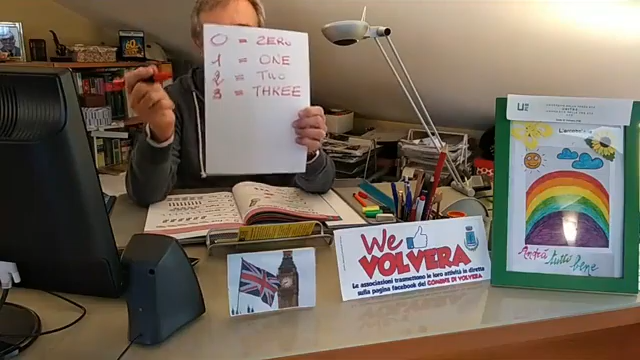 0 = ZERO
1 = ONE
2 = TWO
3 = THREE
We
VOLVERA
Le associazioni trasmettono le loro attività in diretta
sulla pagina facebook del COMUNE DI VOLVERA
Andrà tutto bene